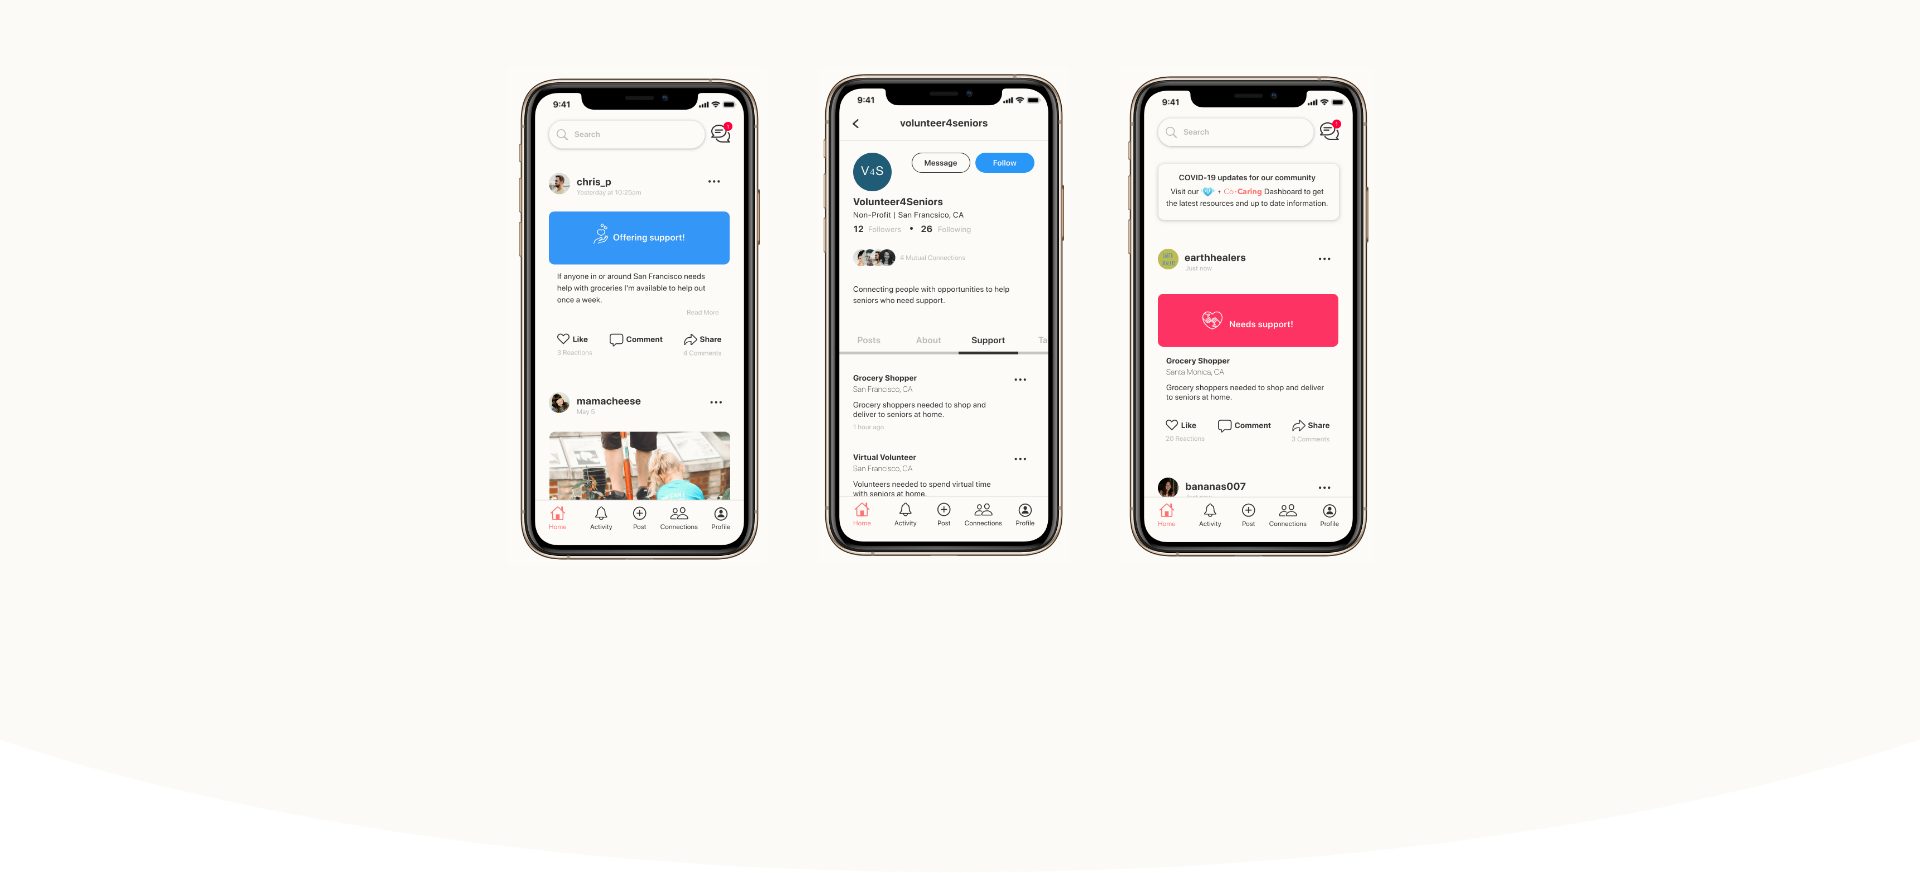 9:41
Search
1
chris_p
Yesterday at 10:25am
Offering support!
If anyone in or around San Francisco needs
help with groceries I'm available to help out
once a week.
Read More
Like
Comment
Share
3 Reactions
4 Comments
mamacheese
May 5
Home
Activity
Post
Connections
Profile
9:41
volunteer4seniors
V4S
Message
Follow
Volunteer4Seniors
Non-Profit | San Francsico, CA
12 Followers • 26 Following
4 Mutual Connections
Connecting people with opportunities to help
seniors who need support.
Posts
About
Support
Ta
Grocery Shopper
San Francisco, CA
Grocery shoppers needed to shop and
deliver to seniors at home.
1 hour ago
Virtual Volunteer
San Francisco, CA
Volunteers needed to spend virtual time
with seniors at home.
Home
Activity
Post
Connections
Profile
9:41
Search
1
COVID-19 updates for our community
Visit our • Co-Caring Dashboard to get
the latest resources and up to date information.
earthhealers
Just now
Needs support!
Grocery Shopper
Santa Monica, CA
Grocery shoppers needed to shop and deliver
to seniors at home.
Like
Comment
Share
20 Reactions
3 Comments
bananas007
Home
Activity
Post
Connections
Profile